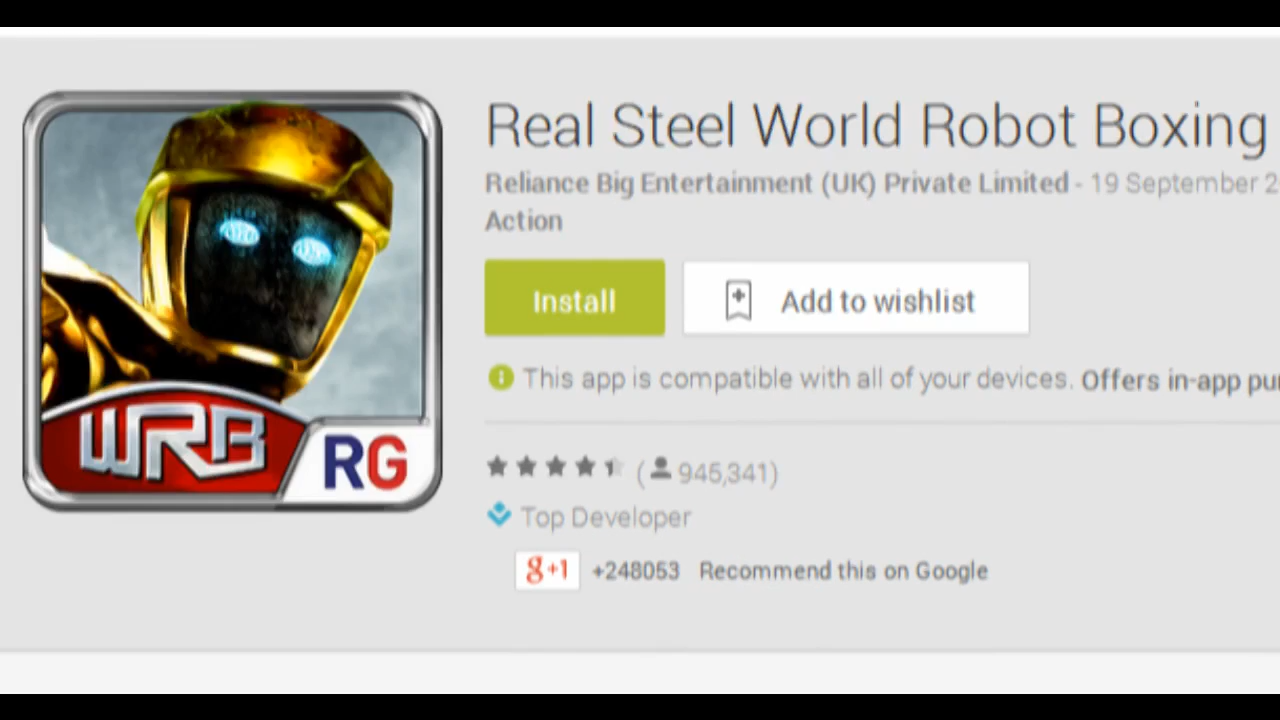 Real Steel World Robot Boxing
Reliance Big Entertainment (UK) Private Limited - 19 September
Action
Install
Add to wishlist
This app is compatible with all of your devices. Offers in-app
WRB
RG
(945,341)
Top Developer
g+1 +248053 Recommend this on Google